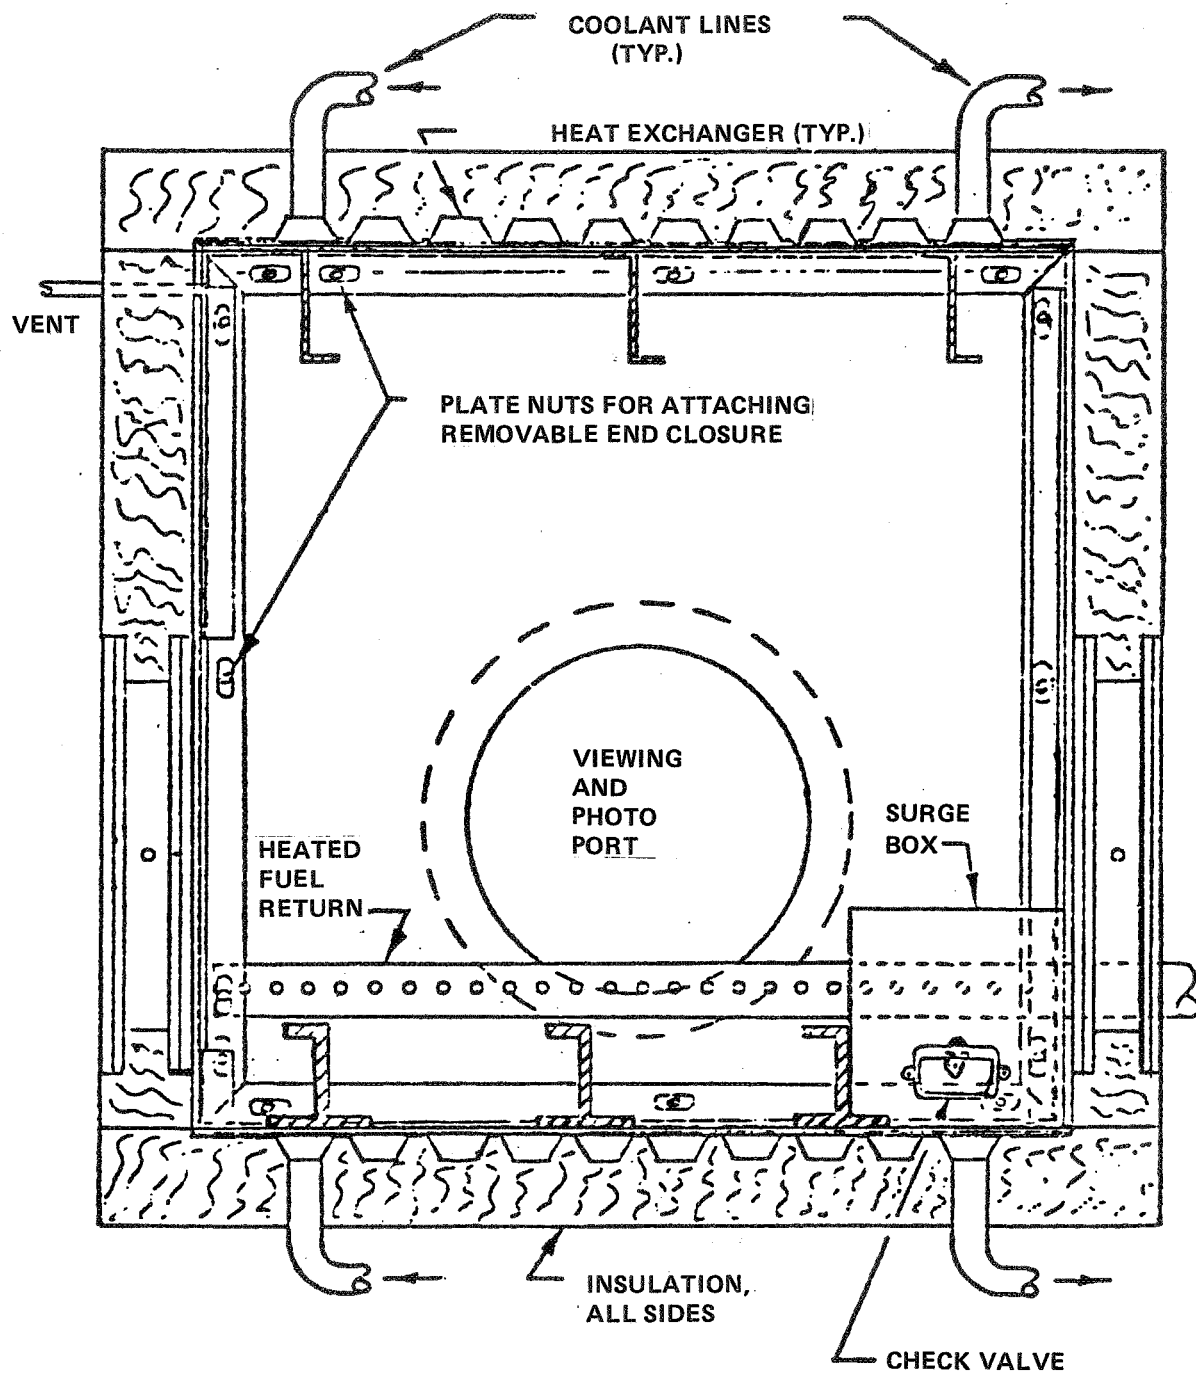 COOLANT LINES
(TYP.)
HEAT EXCHANGER (TYP.)
VENT
PLATE NUTS FOR ATTACHING
REMOVABLE END CLOSURE
VIEWING
AND
PHOTO
PORT
SURGE
BOX
HEATED
FUEL
RETURN
INSULATION,
ALL SIDES
CHECK VALVE